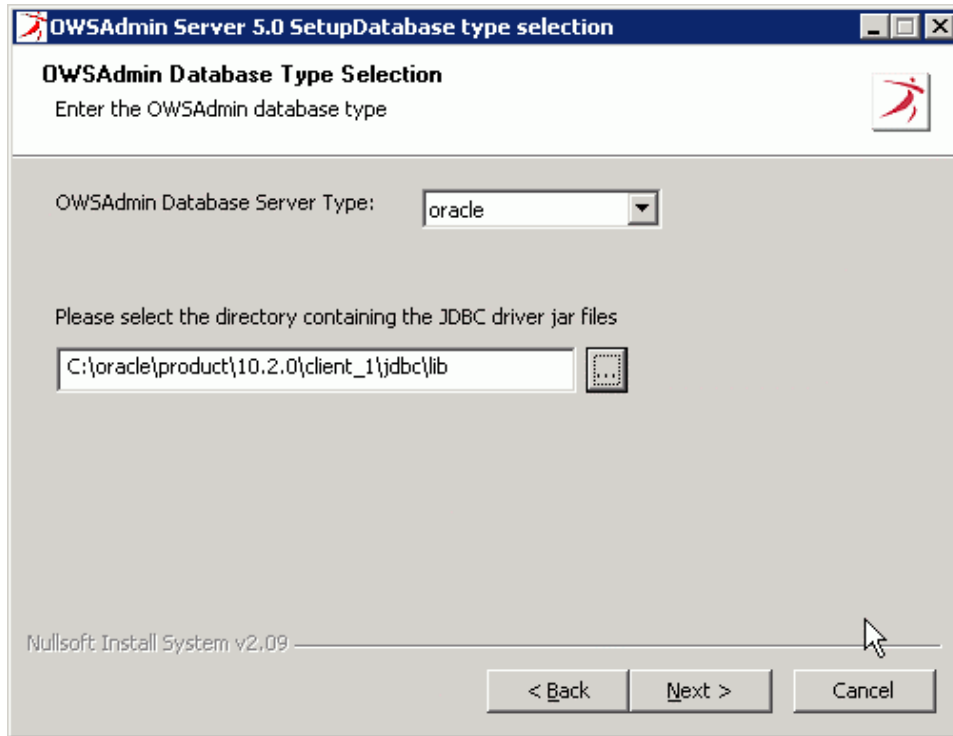 OWSAdmin Server 5.0 SetupDatabase type selection
OWSAdmin Database Type Selection
Enter the OWSAdmin database type
OWSAdmin Database Server Type: oracle
Please select the directory containing the JDBC driver jar files
C:\oracle\product\10.2.0\client_1\jdbc\lib ...
Nullsoft Install System v2.09
< Back Next > Cancel